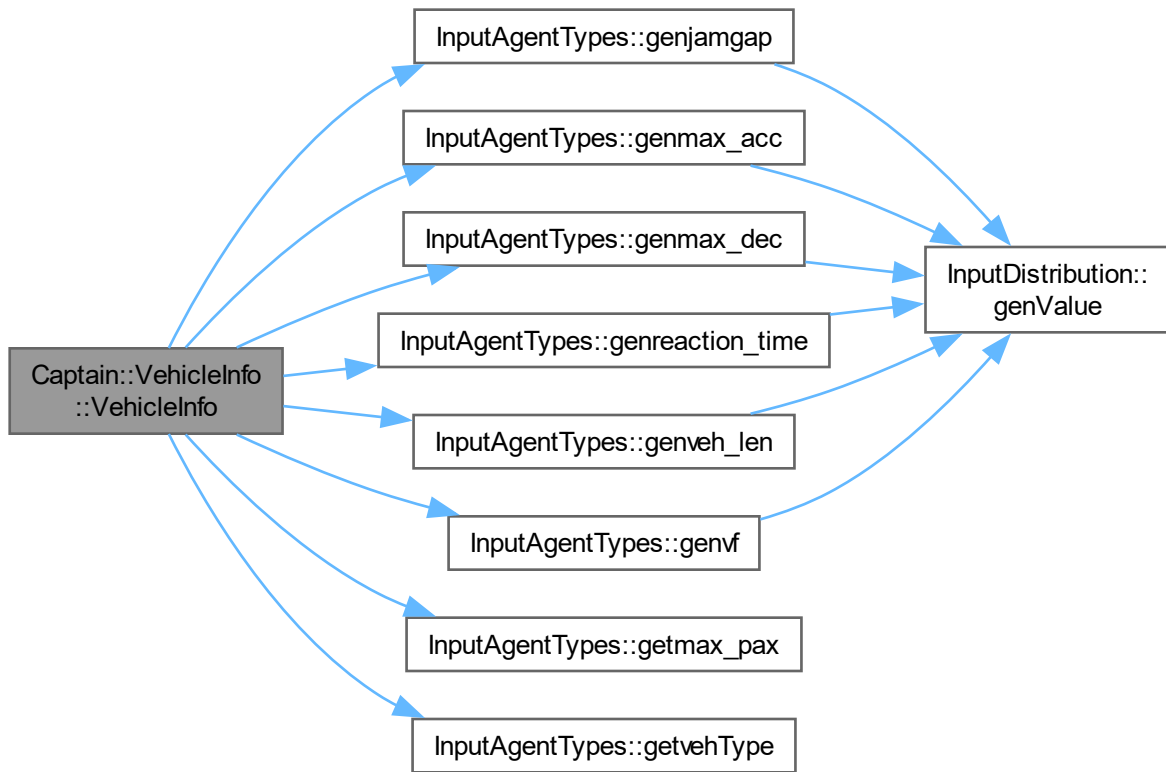 InputAgentTypes::genjamgap
InputAgentTypes::genmax_acc
InputAgentTypes::genmax_dec
InputDistribution::
genValue
InputAgentTypes::genreaction_time
Captain::VehicleInfo
::VehicleInfo
InputAgentTypes::genveh_len
InputAgentTypes::genvf
InputAgentTypes::getmax_pax
InputAgentTypes::getvehType